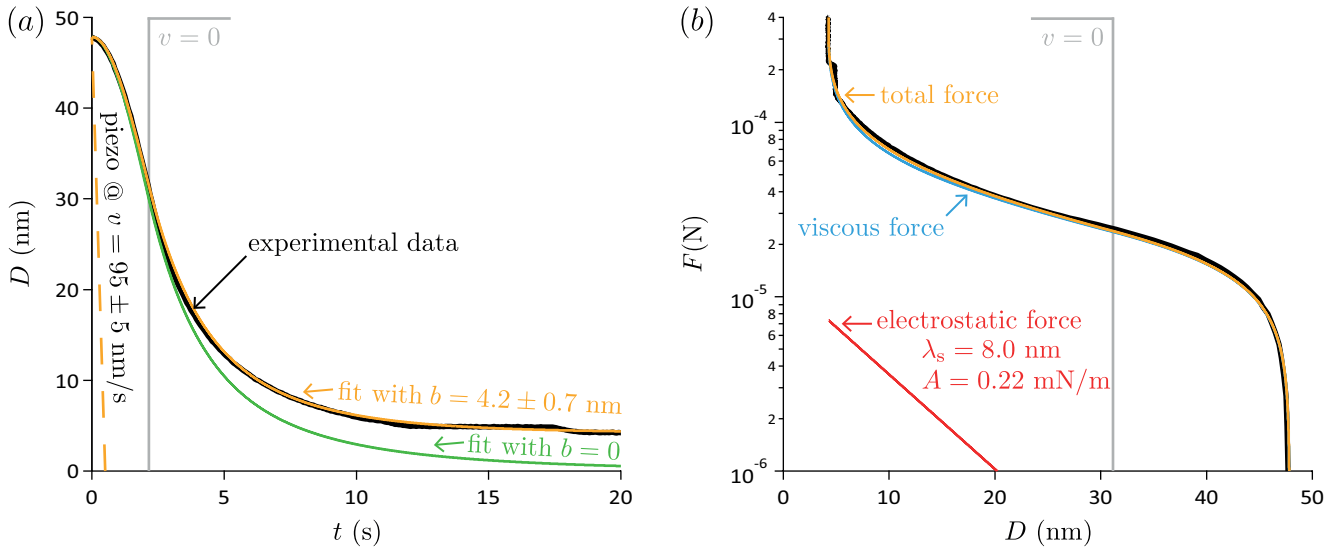 (a)
50
40
30
20
10
0
D (nm)
v = 0
piezo @ v = 95 ± 5 nm/s
experimental data
fit with b = 4.2 ± 0.7 nm
fit with b = 0
0
5
10
15
20
t (s)
(b)
4
2
10⁻⁴
8
6
4
2
10⁻⁵
8
6
4
2
10⁻⁶
F(N)
v = 0
total force
viscous force
electrostatic force
λₛ = 8.0 nm
A = 0.22 mN/m
0
10
20
30
40
50
D (nm)